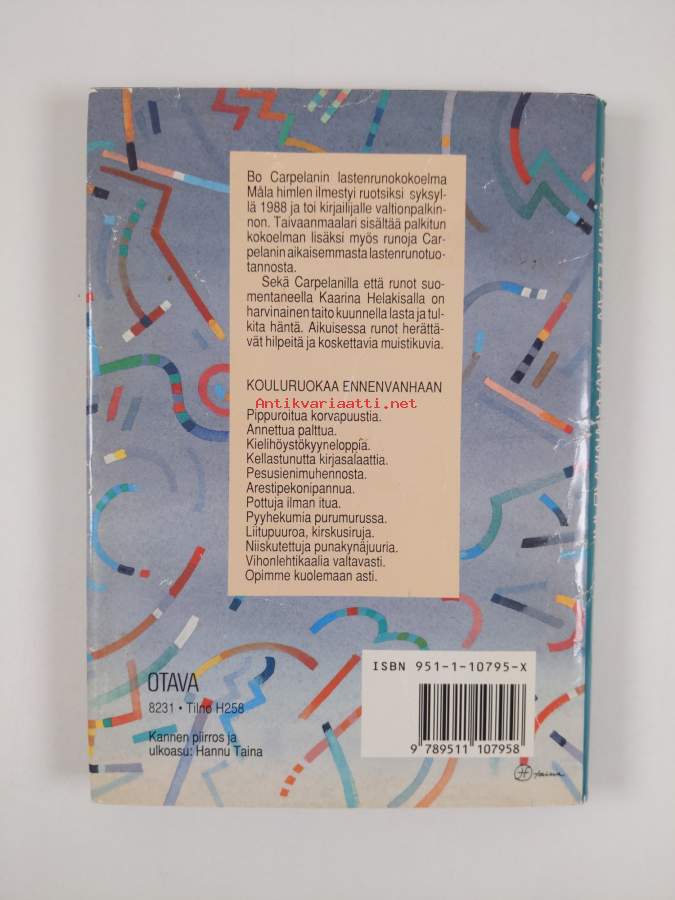 Bo Carpelanin lastenrunokokoelma
Måla himlen ilmestyi ruotsiksi syksyl-
lä 1988 ja toi kirjailijalle valtionpalkin-
non. Taivaanmaalari sisältää palkitun
kokoelman lisäksi myös runoja Car-
pelanin aikaisemmasta lastenrunotuo-
tannosta.
Sekä Carpelanilla että runot suo-
mentaneella Kaarina Helakisalla on
harvinainen taito kuunnella lasta ja tul-
kita häntä. Aikuisessa runot herättä-
vät hilpeitä ja koskettavia muistikuvia.
KOULURUOKAA ENNENVANHAAN
Antikvariaatti.net
Pippuroitua korvapuustia.
Annettua palttua.
Kielihöystökyyneloppia.
Kellastunutta kirjasalaattia.
Pesusienimuhennosta.
Arestipekonipannua.
Pottuja ilman itua.
Pyyhekumia purumurussa.
Liitupuuroa, kirskusiruja.
Niiskutettuja punakynäjuuria.
Vihonlehtikaalia valtavasti.
Opimme kuolemaan asti.
OTAVA
8231 • Tilno H258
Kannen piirros ja
ulkoasu: Hannu Taina
ISBN 951-1-10795-X
9 789511 107958
H taina